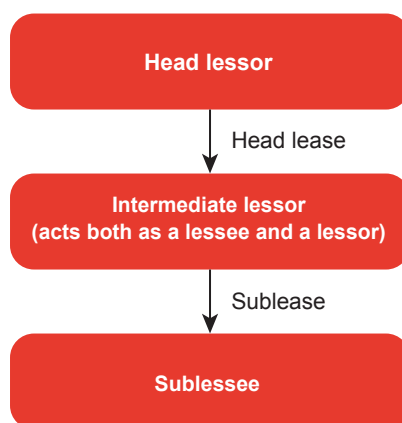 Head lessor
Head lease
Intermediate lessor
(acts both as a lessee and a lessor)
Sublease
Sublessee